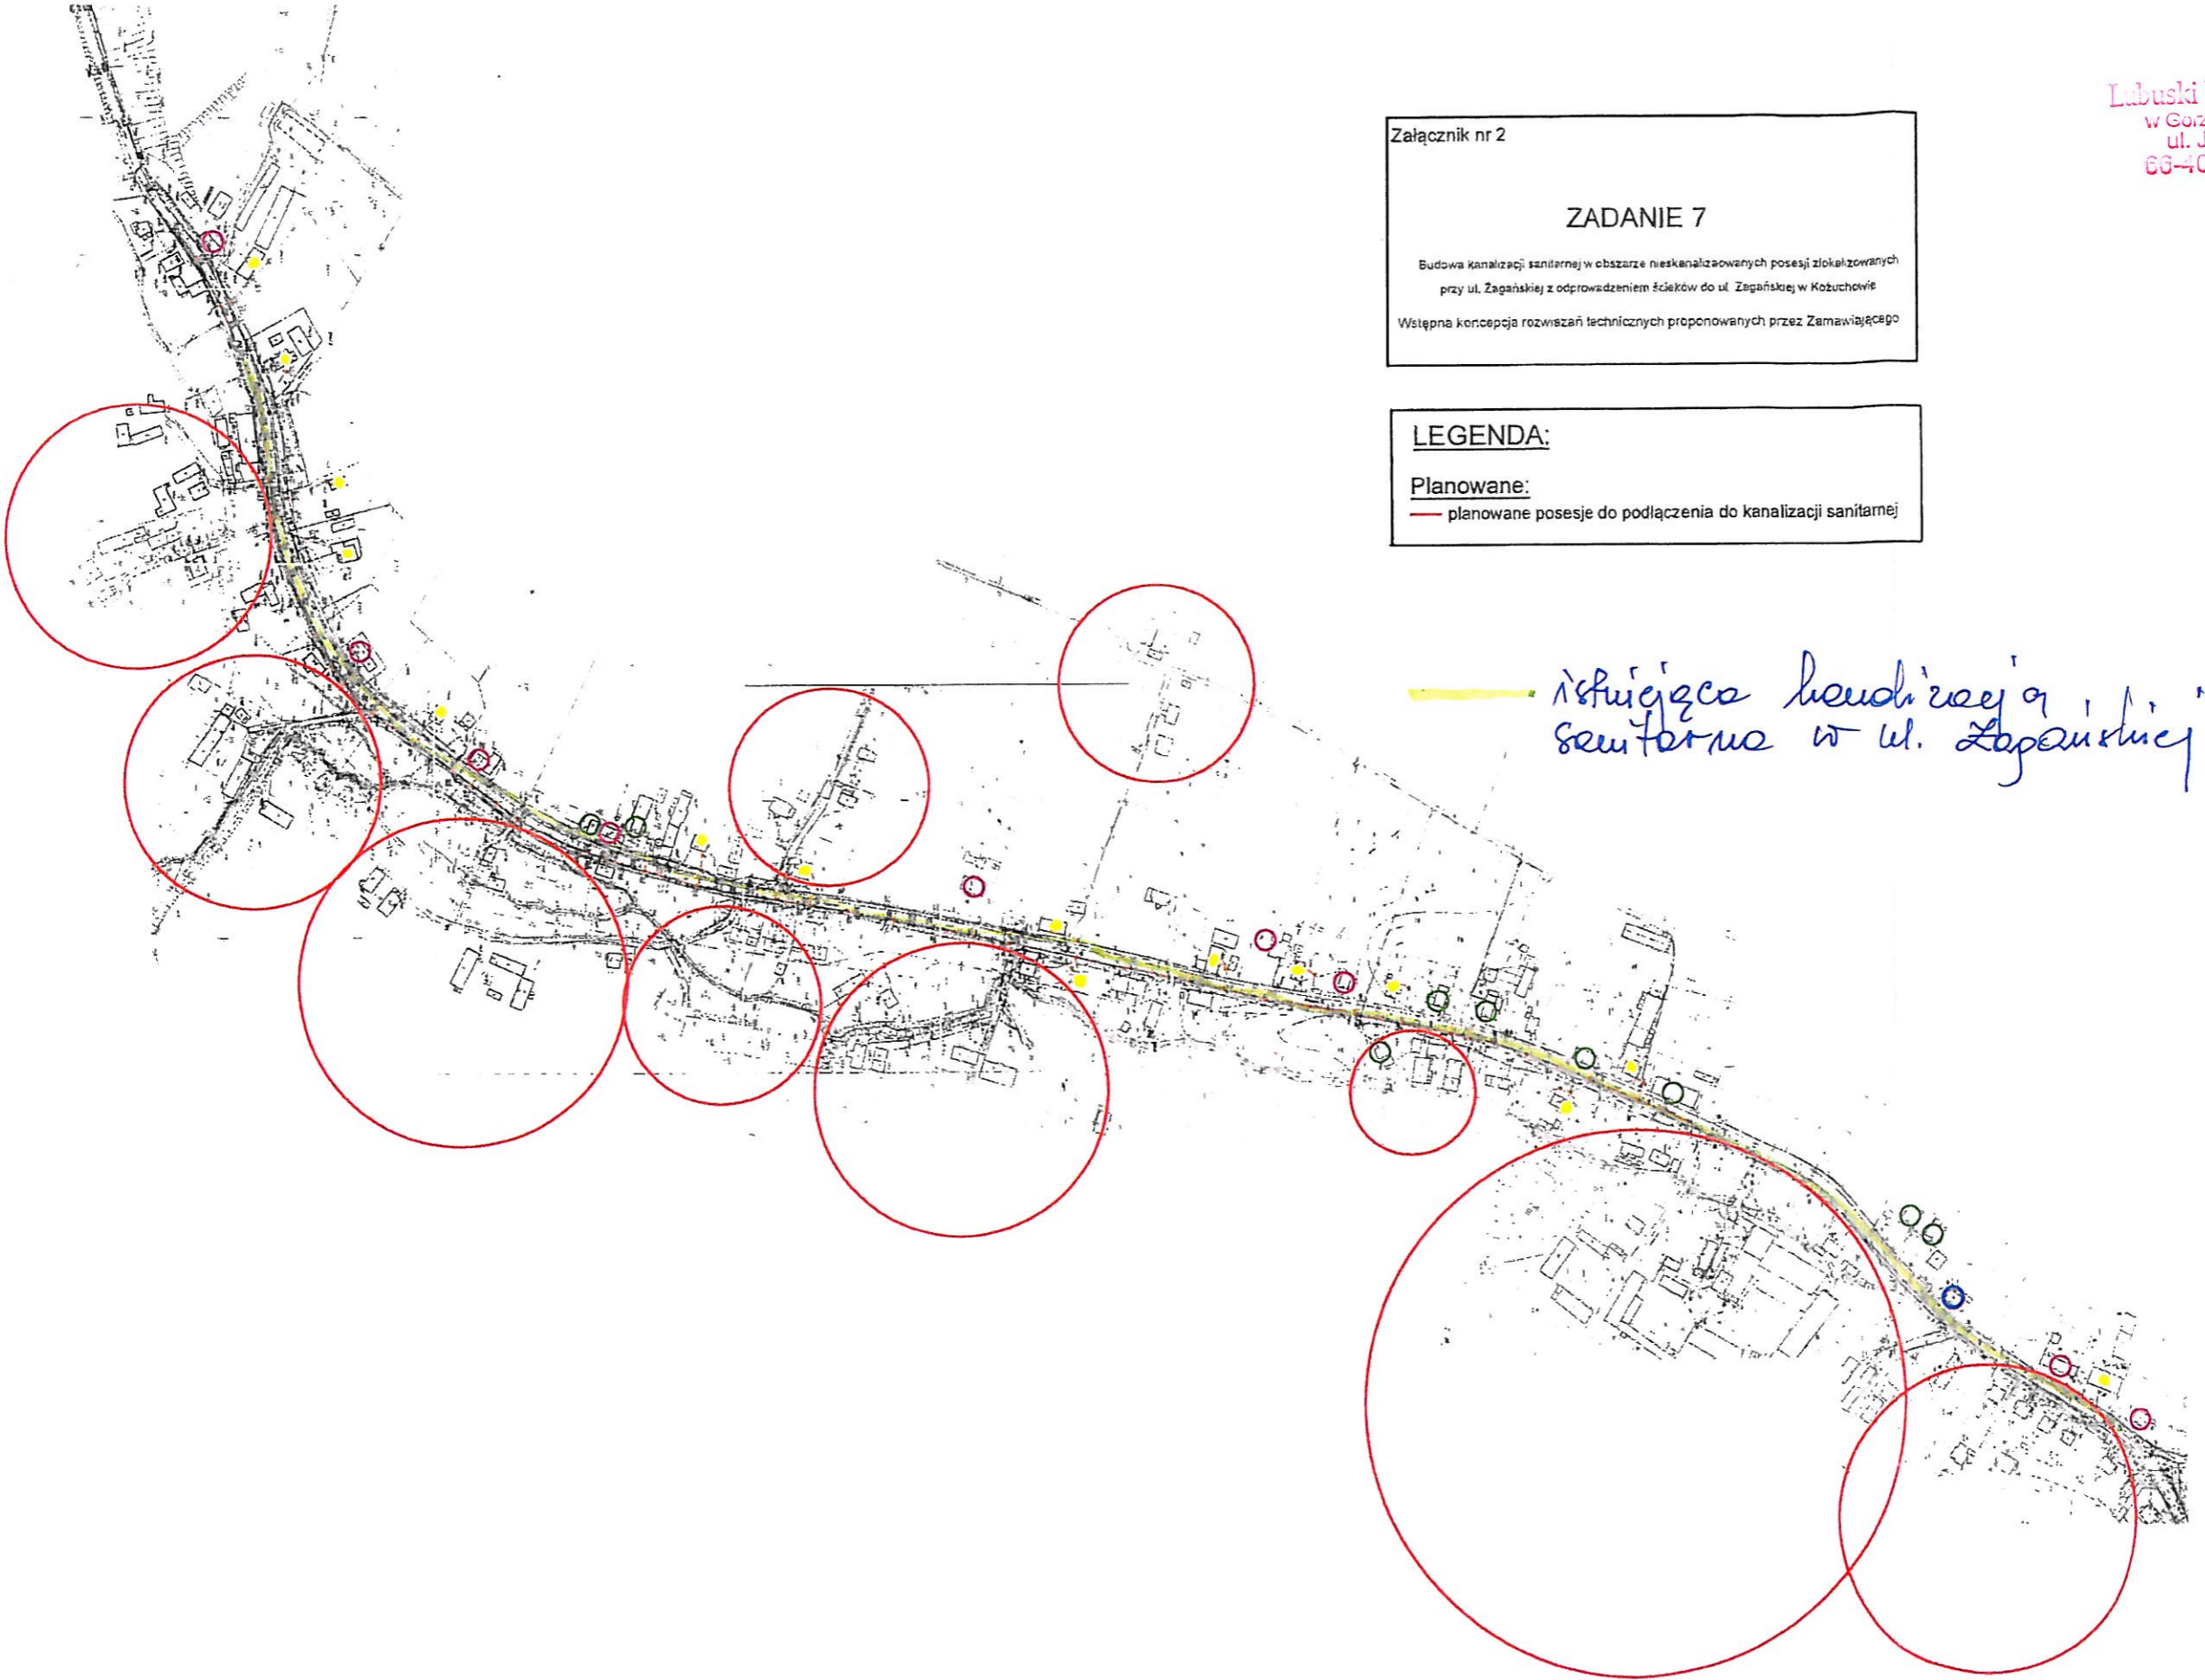 Załącznik nr 2
ZADANIE 7
Budowa kanalizacji sanitarnej w obszarze nieskanalizaowanych posesji zlokalizowanych
przy ul. Żagańskiej z odprowadzeniem ścieków do ul. Żagańskiej w Kożuchowie
Wstępna koncepcja rozwiszań technicznych proponowanych przez Zamawiającego
LEGENDA:
Planowane:
planowane posesje do podłączenia do kanalizacji sanitarnej
istniejąca kanalizacja
sanitarna w ul. Żagańskiej
Lubuski
w Gorz
ul. J
66-40